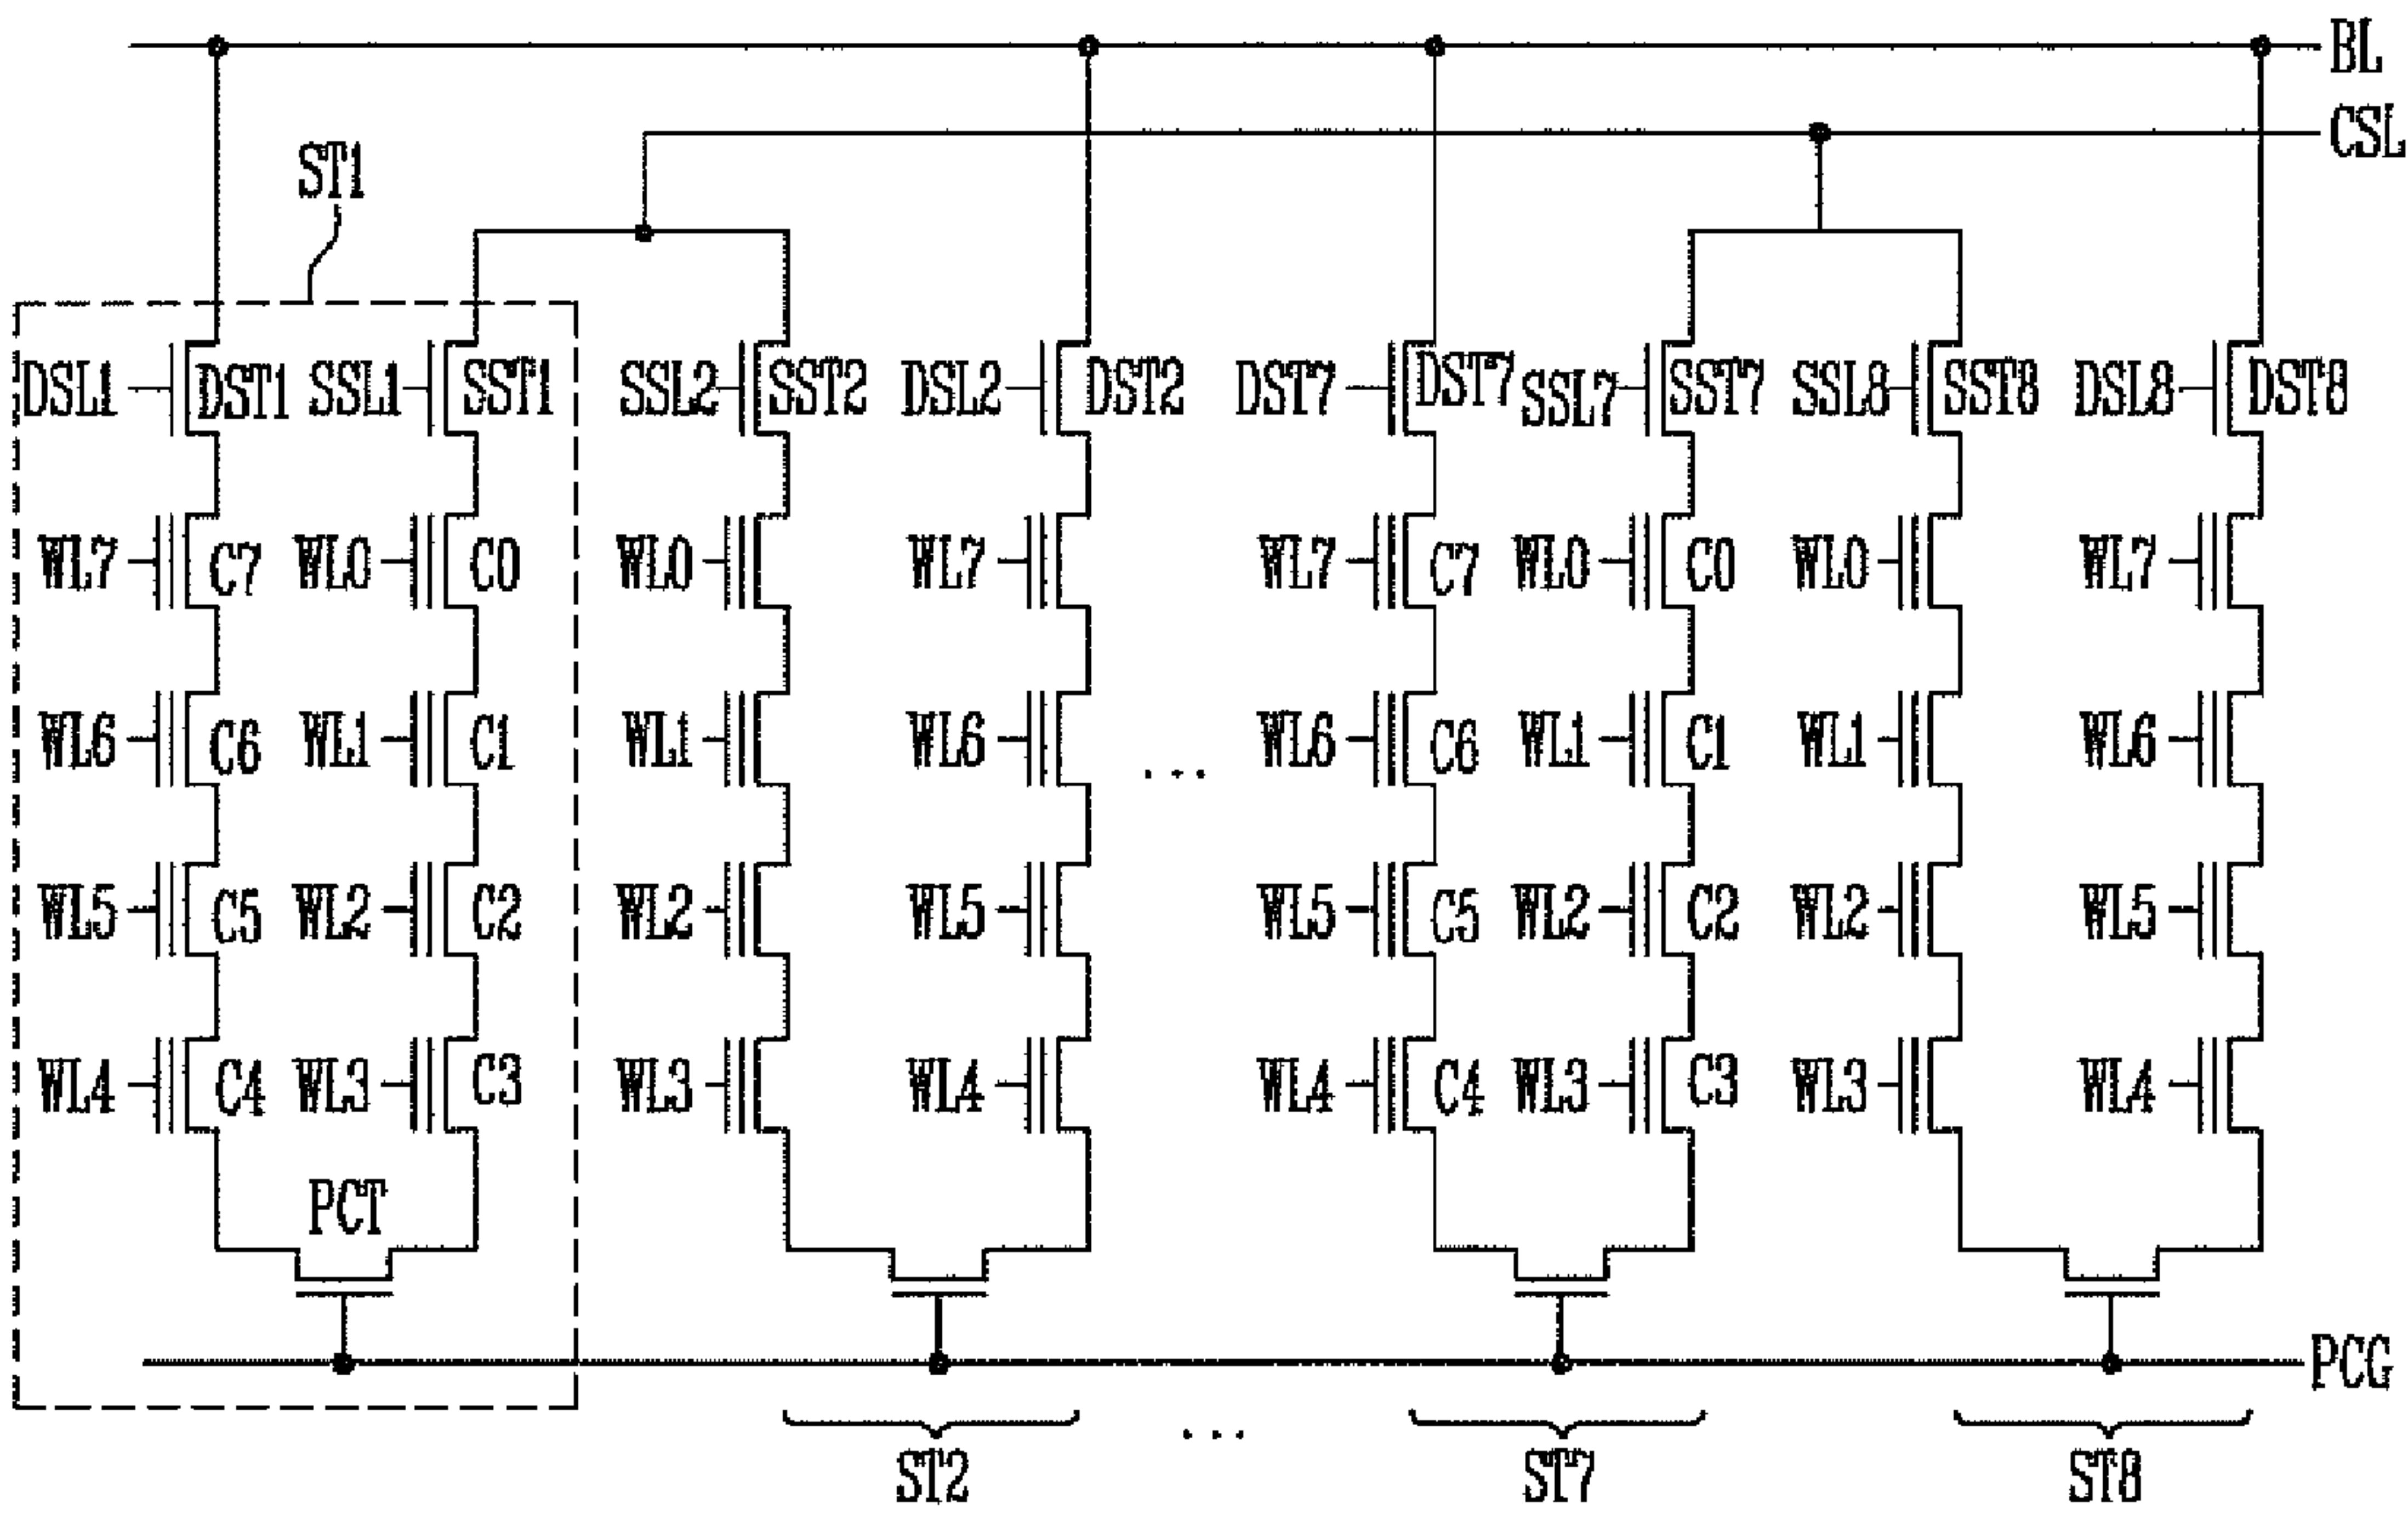 BL
CSL
ST1
DSL1 DST1 SSL1 SST1 SSL2 SST2 DSL2 DST2 DST7 DST7 SSL7 SST7 SSL8 SST8 DSL8 DST8
WL7 C7 WL0 C0 WL0 WL7 WL7 C7 WL0 C0 WL0 WL7
WL6 C6 WL1 C1 WL1 WL6 ... WL6 C6 WL1 C1 WL1 WL6
WL5 C5 WL2 C2 WL2 WL5 WL5 C5 WL2 C2 WL2 WL5
WL4 C4 WL3 C3 WL3 WL4 WL4 C4 WL3 C3 WL3 WL4
PCT
PCG
ST2 ... ST7 ST8